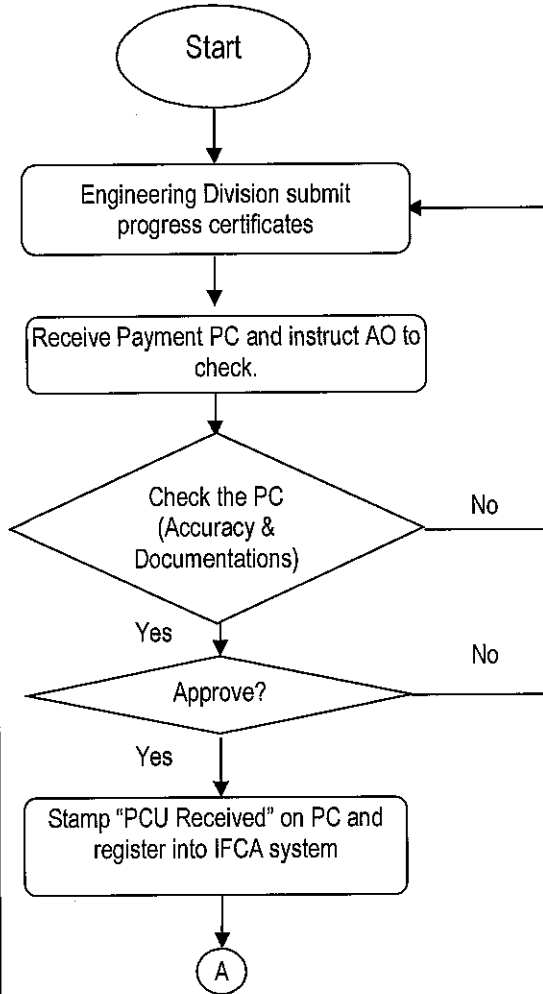 Start
Engineering Division submit
progress certificates
Receive Payment PC and instruct AO to
check.
Check the PC
(Accuracy &
Documentations)
No
Yes
Approve?
No
Yes
Stamp “PCU Received” on PC and
register into IFCA system
A